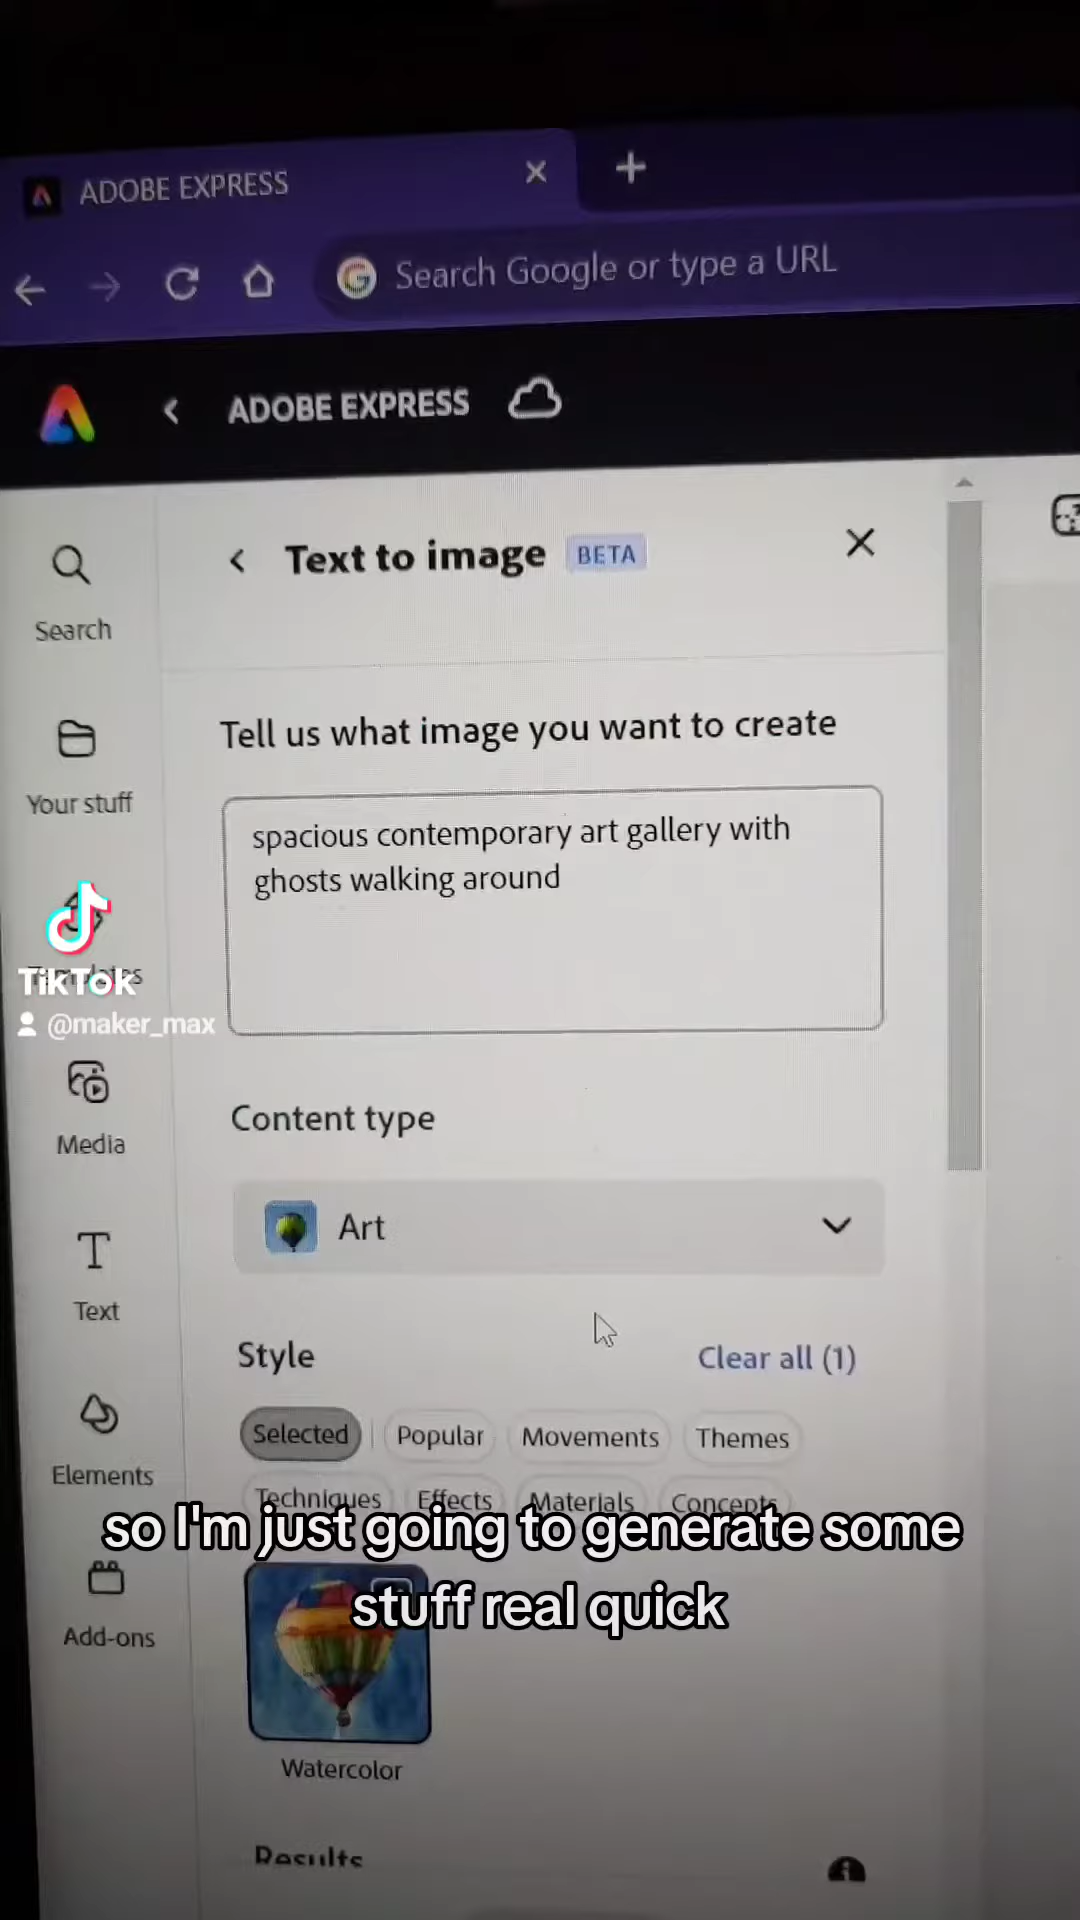 ADOBE EXPRESS
Search Google or type a URL
ADOBE EXPRESS
Text to image BETA
Search
Tell us what image you want to create
Your stuff
spacious contemporary art gallery with
ghosts walking around
Templates
TikTok
@maker_max
Content type
Media
Art
Text
Style Clear all (1)
Selected Popular Movements Themes
Elements
Techniques Effects Materials Concepts
so I'm just going to generate some
stuff real quick
Add-ons
Watercolor
Results